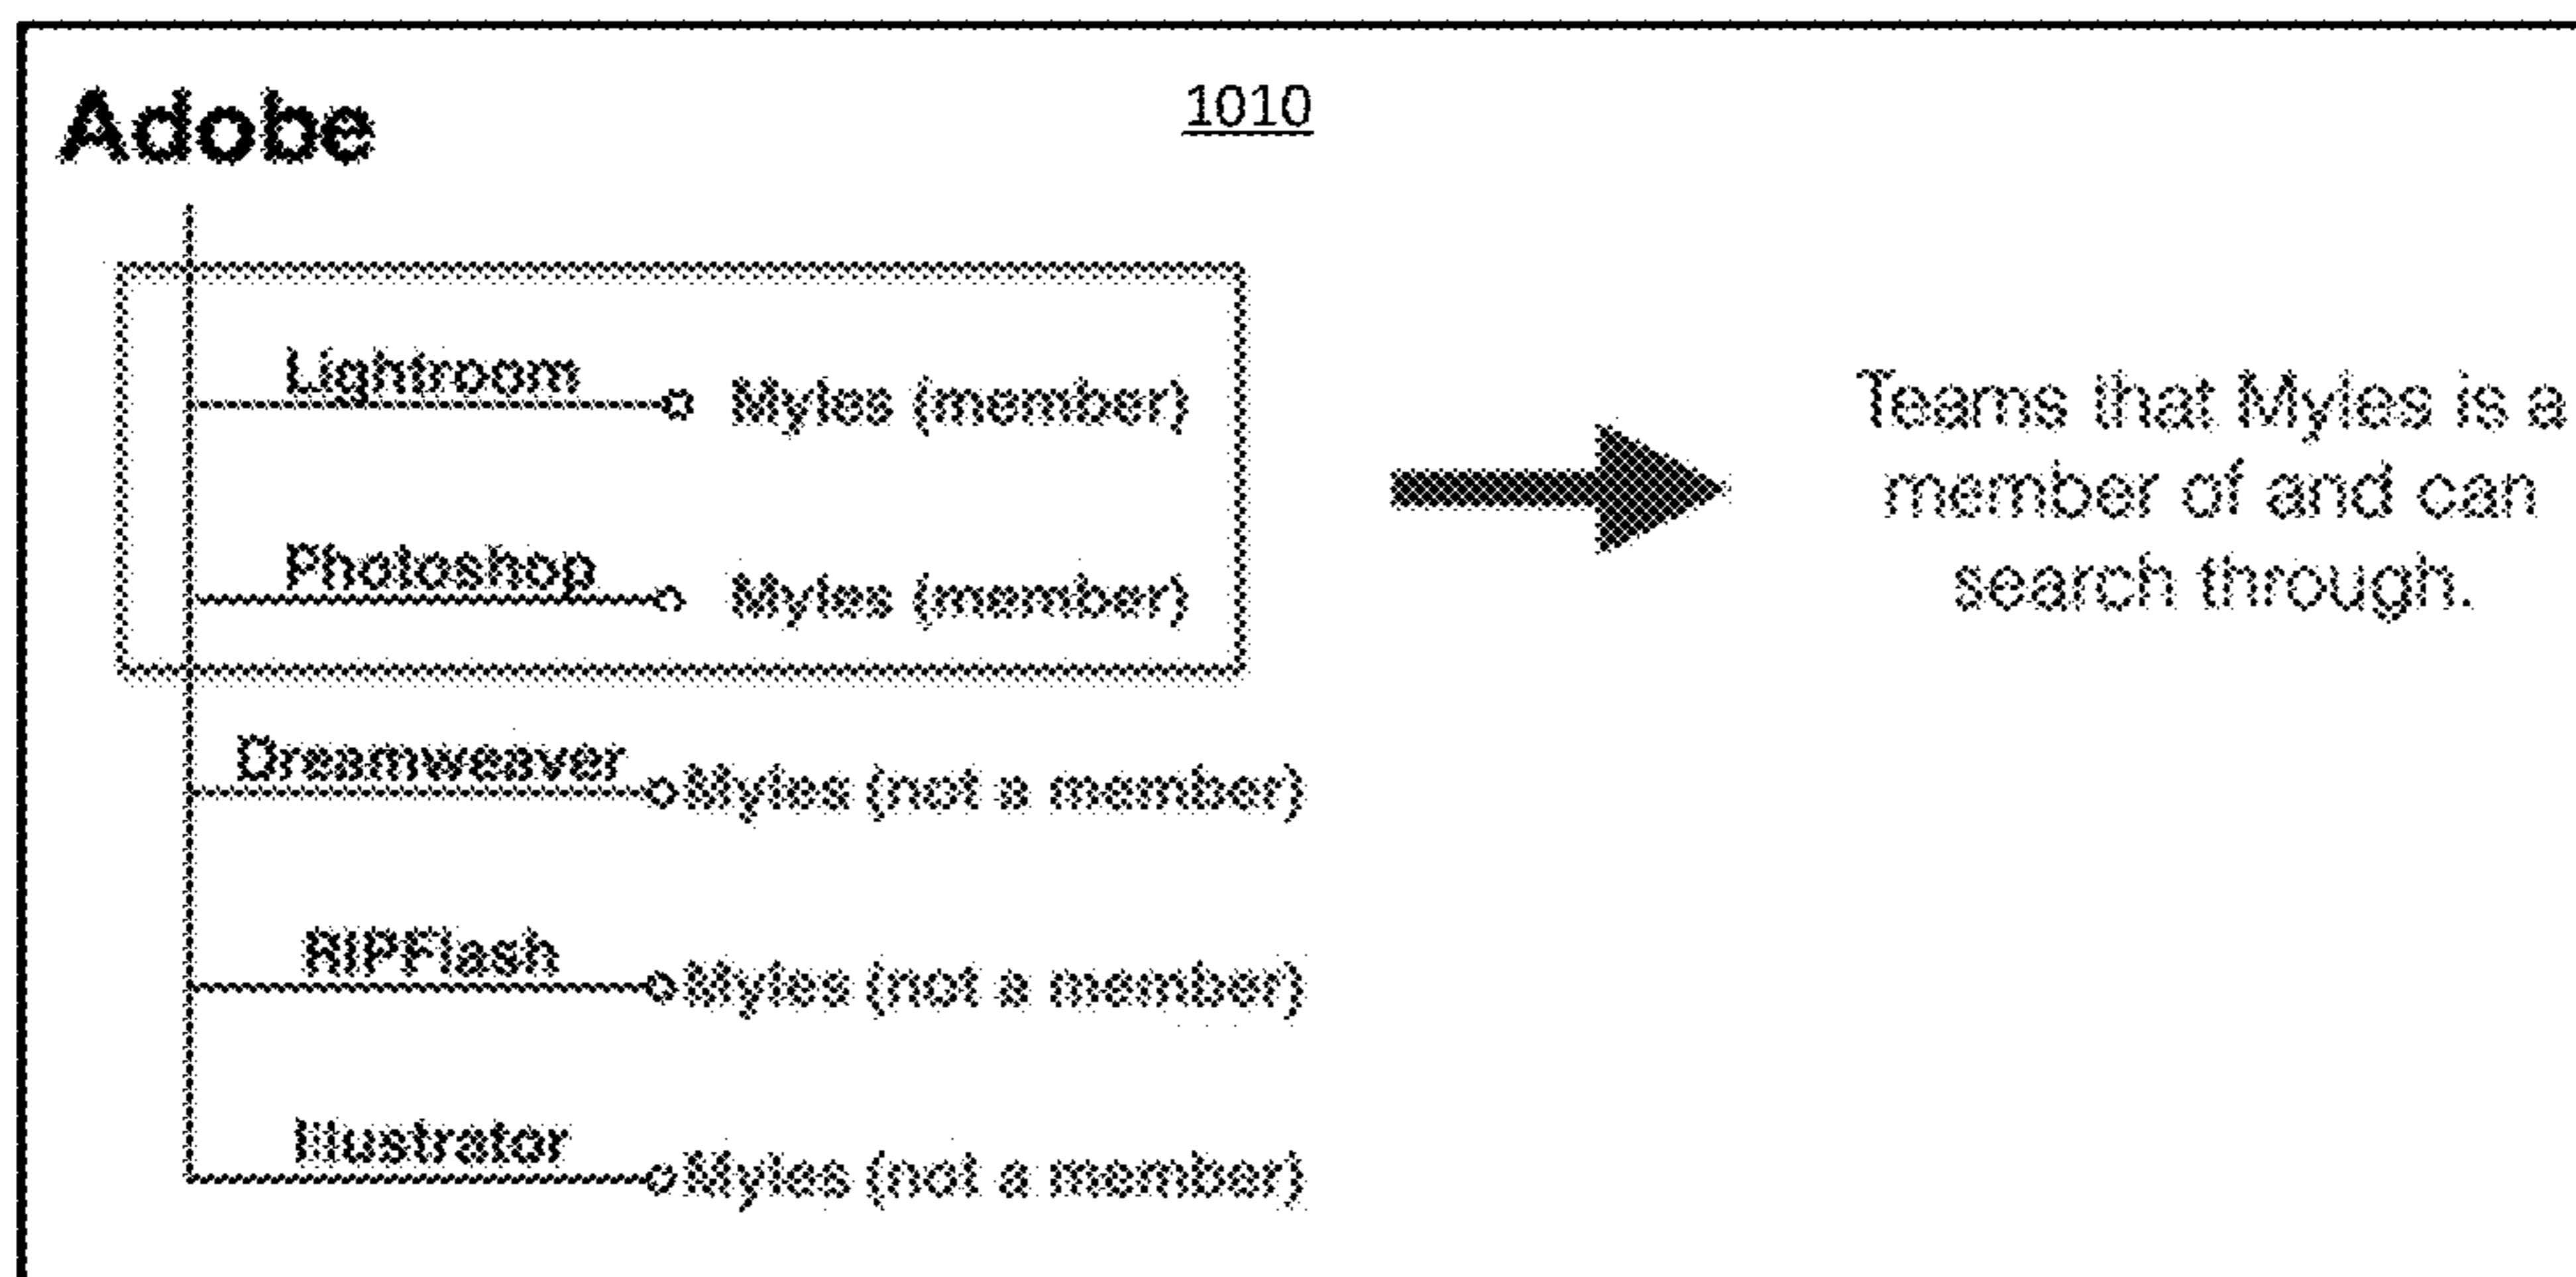 Adobe
1010
Lightroom
Myles (member)
Photoshop
Myles (member)
Teams that Myles is a
member of and can
search through.
Dreamweaver
Myles (not a member)
RIPFlash
Myles (not a member)
Illustrator
Myles (not a member)